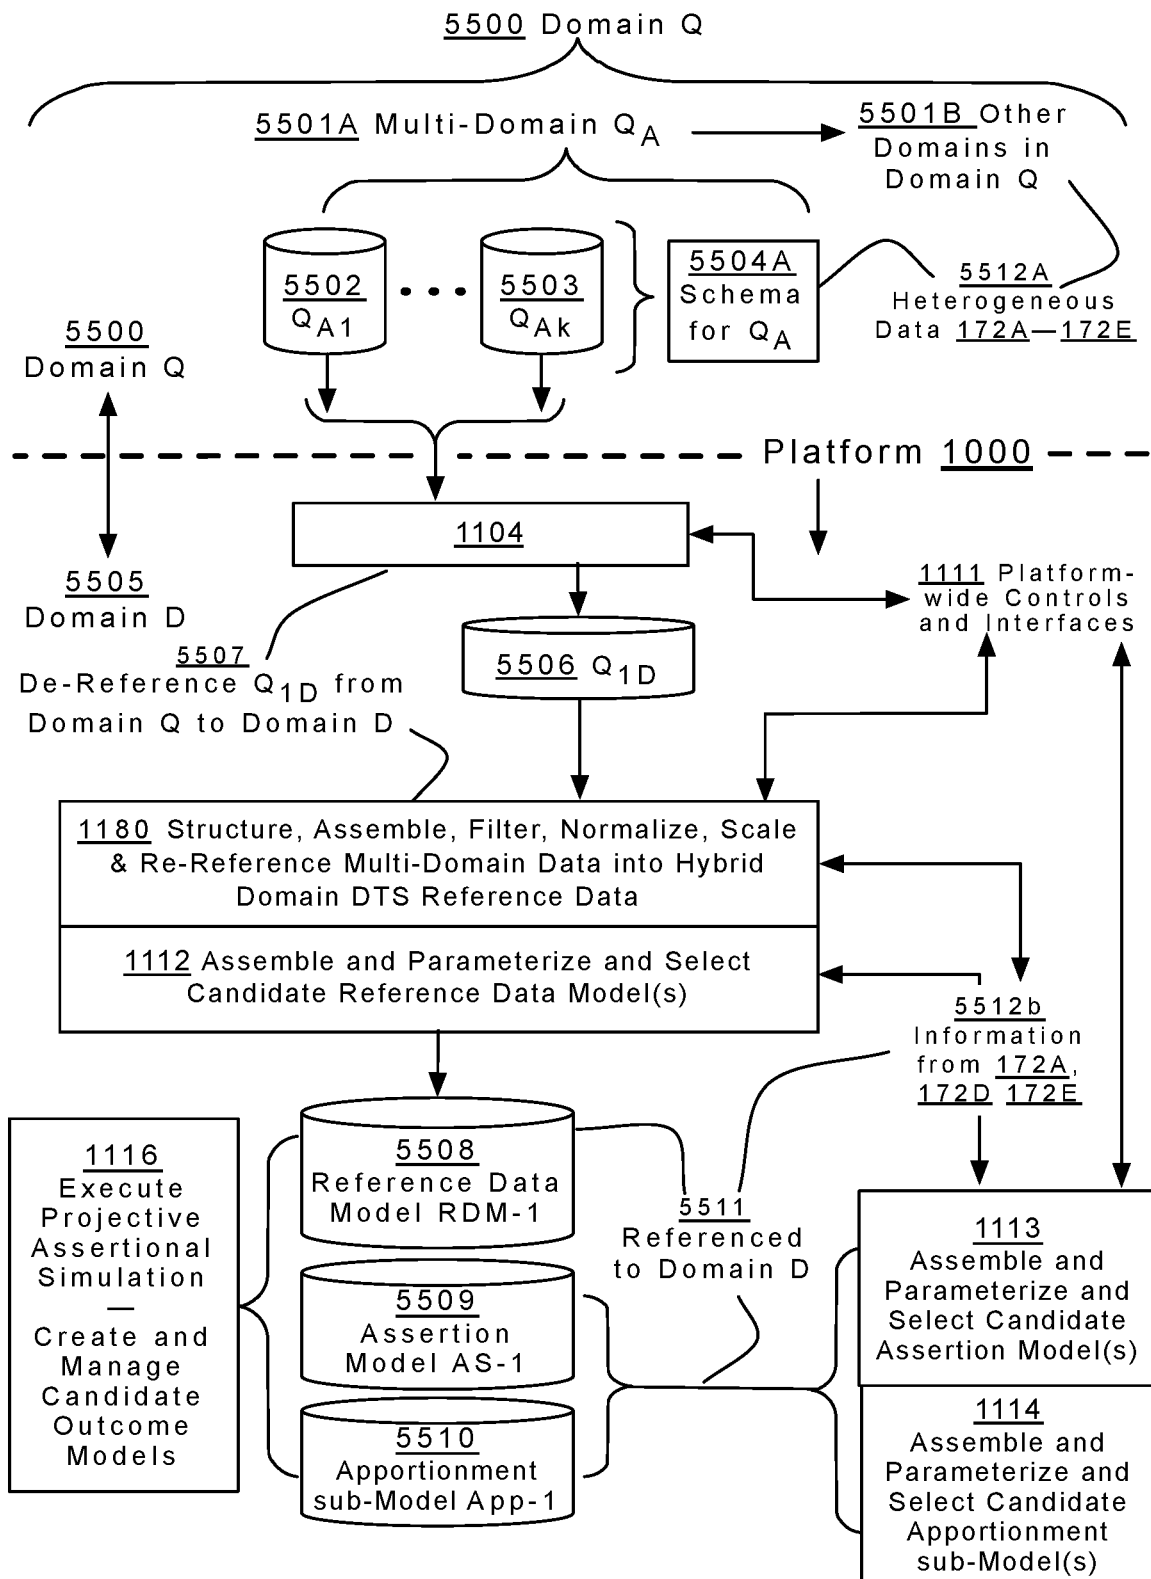 5500 Domain Q
5501A Multi-Domain QA
5501B Other
Domains in
Domain Q
5502
QA1
• • •
5503
QAk
5504A
Schema
for QA
5512A
Heterogeneous
Data 172A—172E
5500
Domain Q
Platform 1000
1104
5505
Domain D
1111 Platform-
wide Controls
and Interfaces
5507
De-Reference Q1D from
Domain Q to Domain D
5506 Q1D
1180 Structure, Assemble, Filter, Normalize, Scale
& Re-Reference Multi-Domain Data into Hybrid
Domain DTS Reference Data
1112 Assemble and Parameterize and Select
Candidate Reference Data Model(s)
5512b
Information
from 172A,
172D 172E
1116
Execute
Projective
Assertional
Simulation
—
Create and
Manage
Candidate
Outcome
Models
5508
Reference Data
Model RDM-1
5511
Referenced
to Domain D
5509
Assertion
Model AS-1
5510
Apportionment
sub-Model App-1
1113
Assemble and
Parameterize and
Select Candidate
Assertion Model(s)
1114
Assemble and
Parameterize and
Select Candidate
Apportionment
sub-Model(s)